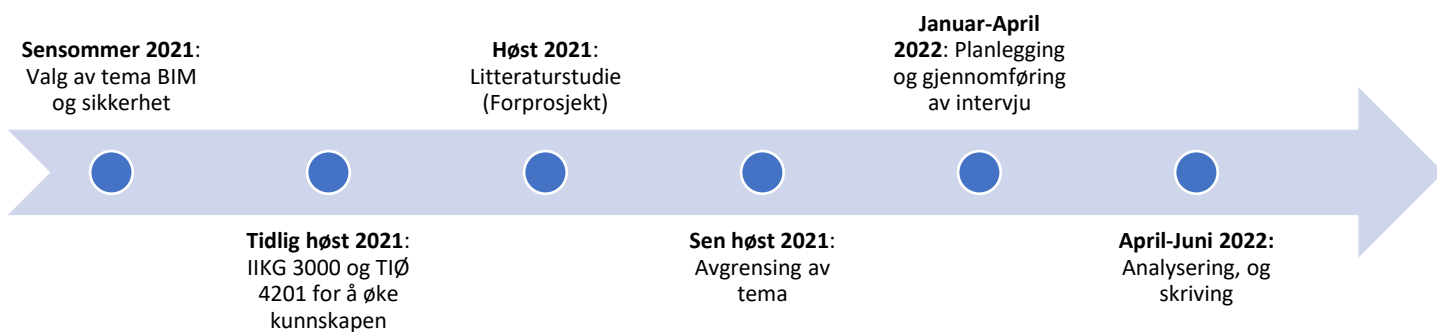 Sensommer 2021:
Valg av tema BIM
og sikkerhet
Tidlig høst 2021:
IIKG 3000 og TIØ
4201 for å øke
kunnskapen
Høst 2021:
Litteraturstudie
(Forprosjekt)
Sen høst 2021:
Avgrensing av
tema
Januar-April
2022: Planlegging
og gjennomføring
av intervju
April-Juni 2022:
Analysering, og
skriving